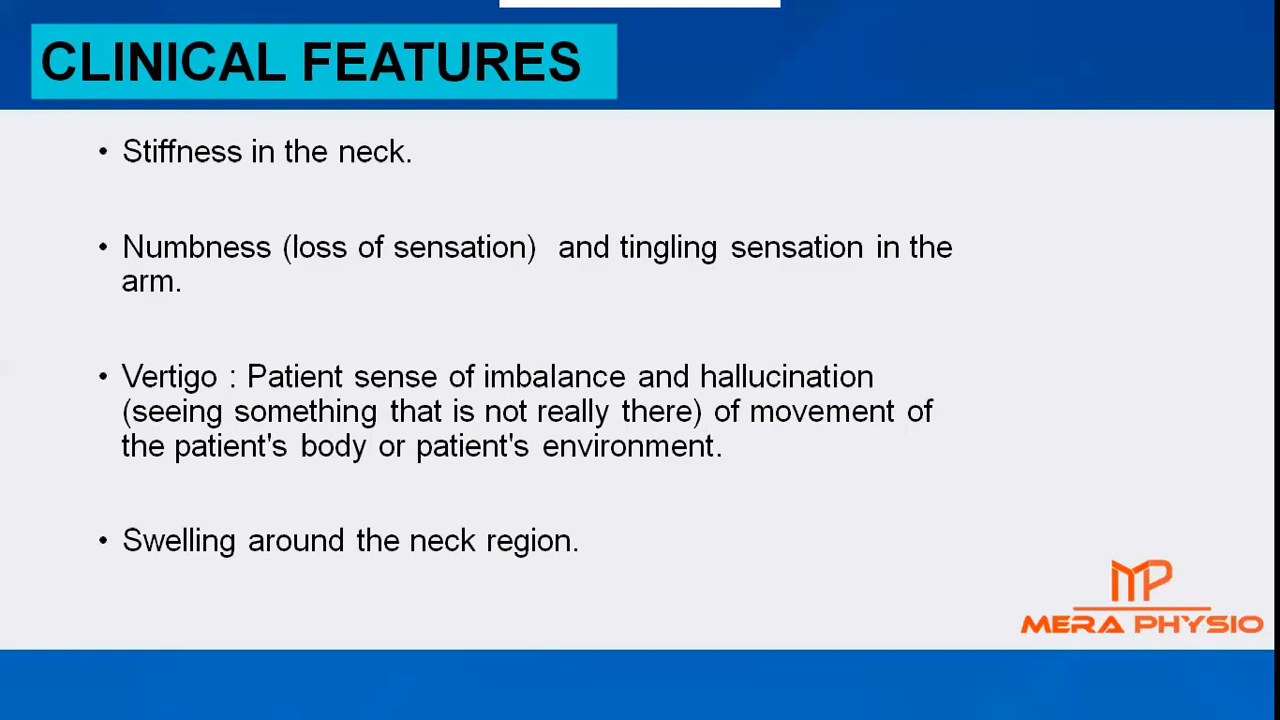 CLINICAL FEATURES
• Stiffness in the neck.
• Numbness (loss of sensation)  and tingling sensation in the
arm.
• Vertigo : Patient sense of imbalance and hallucination
(seeing something that is not really there) of movement of
the patient's body or patient's environment.
• Swelling around the neck region.
MP
MERA PHYSIO